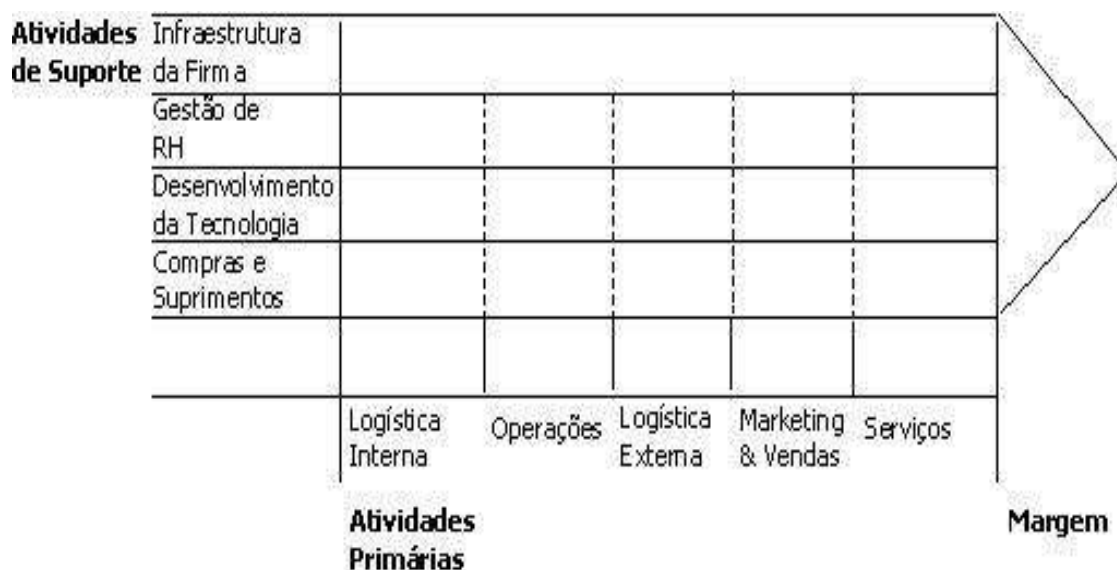 Atividades
de Suporte
Infraestrutura
da Firma
Gestão de
RH
Desenvolvimento
da Tecnologia
Compras e
Suprimentos
Logística
Interna
Operações
Logística
Externa
Marketing
& Vendas
Serviços
Atividades
Primárias
Margem